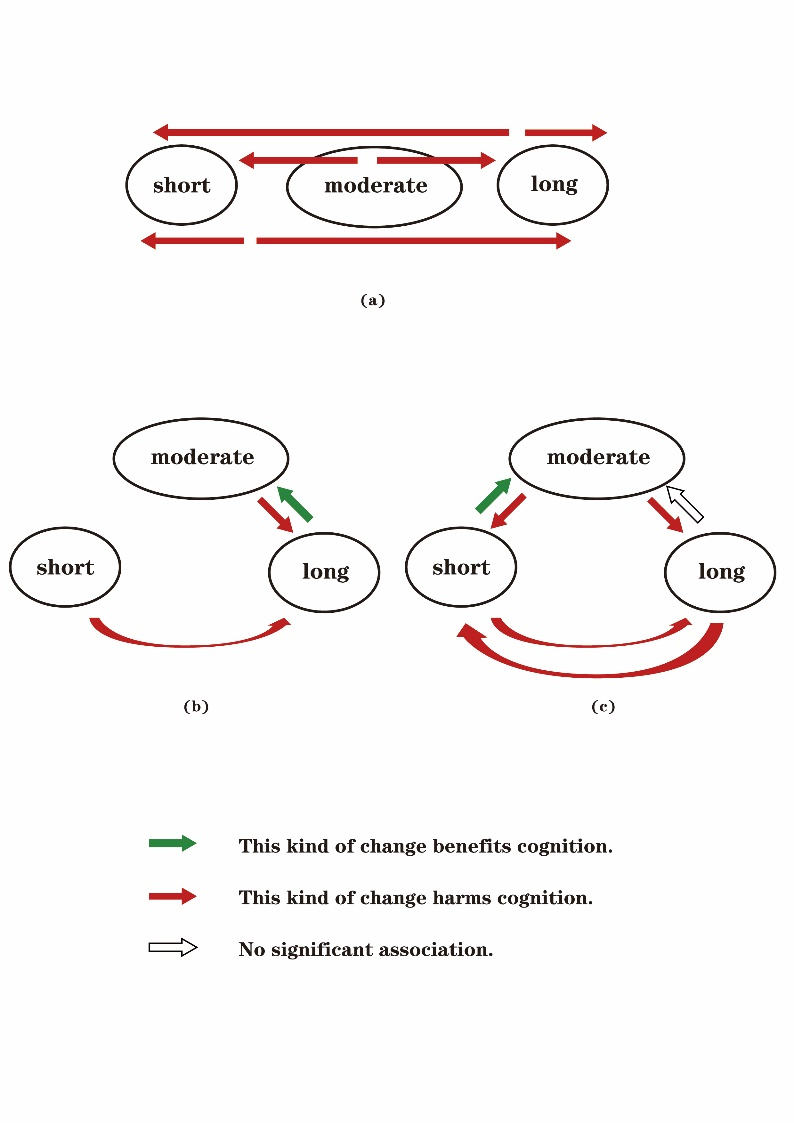 short moderate long
(a)
moderate moderate
short long short long
(b) (c)
This kind of change benefits cognition.
This kind of change harms cognition.
No significant association.